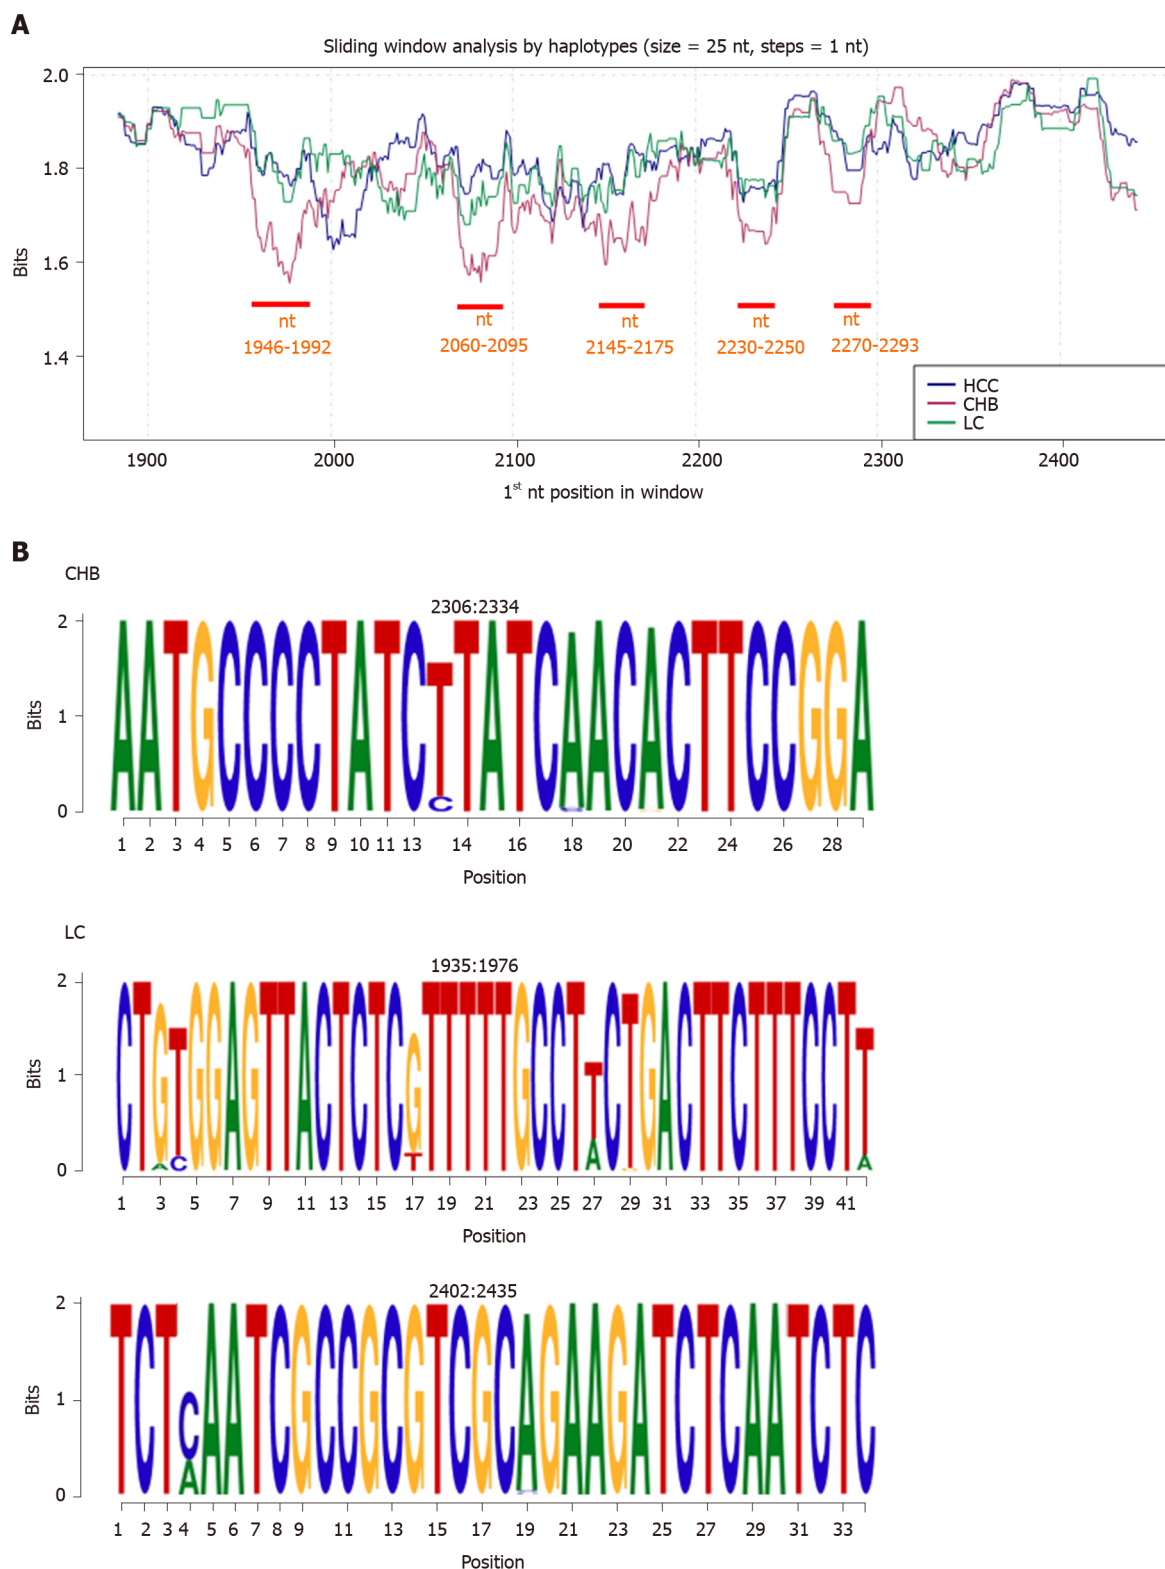 A
Sliding window analysis by haplotypes (size = 25 nt, steps = 1 nt)
2.0
1.8
1.6
1.4
Bits
nt
1946-1992
nt
2060-2095
nt
2145-2175
nt
2230-2250
nt
2270-2293
HCC
CHB
LC
1900 2000 2100 2200 2300 2400
1st nt position in window
B
CHB
2306:2334
2
1
0
Bits
AATGCCCCTATCTTATCAACACTTCCGGA
C
1 2 3 4 5 6 7 8 9 10 11 13 14 16 18 20 22 24 26 28
Position
LC
1935:1976
2
1
0
Bits
CTGTGGAGTTACTCTCGTTTTTGCCTTCTGACTTCTTTCCTT
A C T A A
1 3 5 7 9 11 13 15 17 19 21 23 25 27 29 31 33 35 37 39 41
Position
2402:2435
2
1
0
Bits
TCTCAATCGCCGCGTCGCAGAAGATCTCAATCTC
A
1 2 3 4 5 6 7 8 9 11 13 15 17 19 21 23 25 27 29 31 33
Position